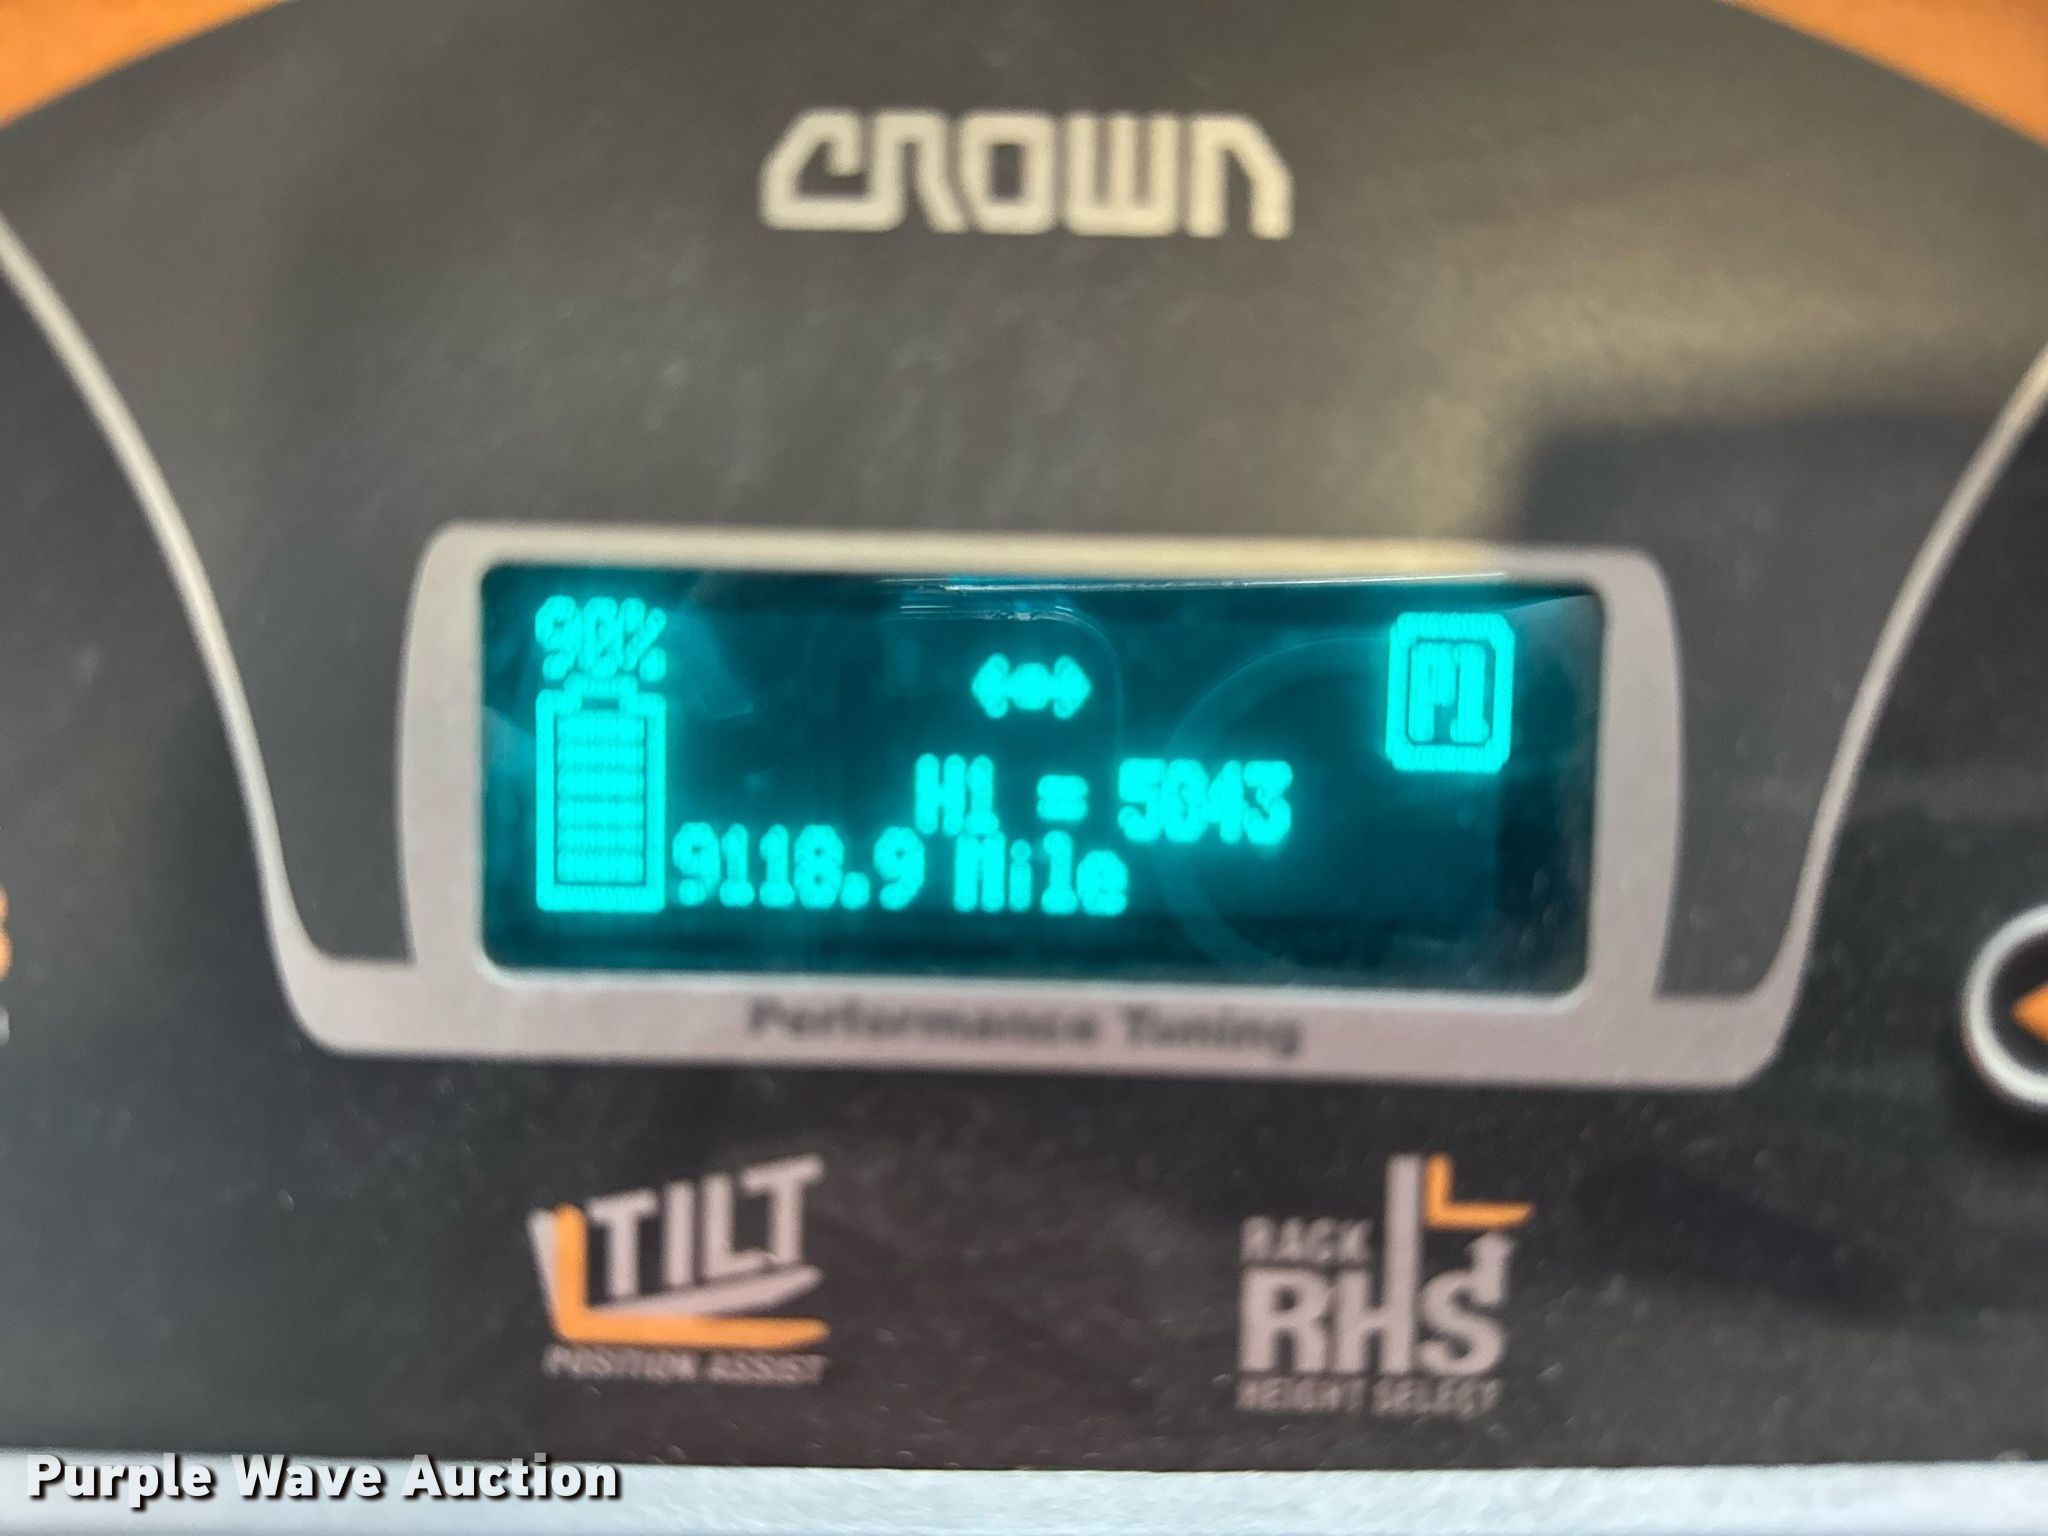 CROWN
90%
P1
H1 = 5043
9118.9 Mile
Performance Tuning
TILT
POSITION ASSIST
RACK
RHS
HEIGHT SELECT
Purple Wave Auction